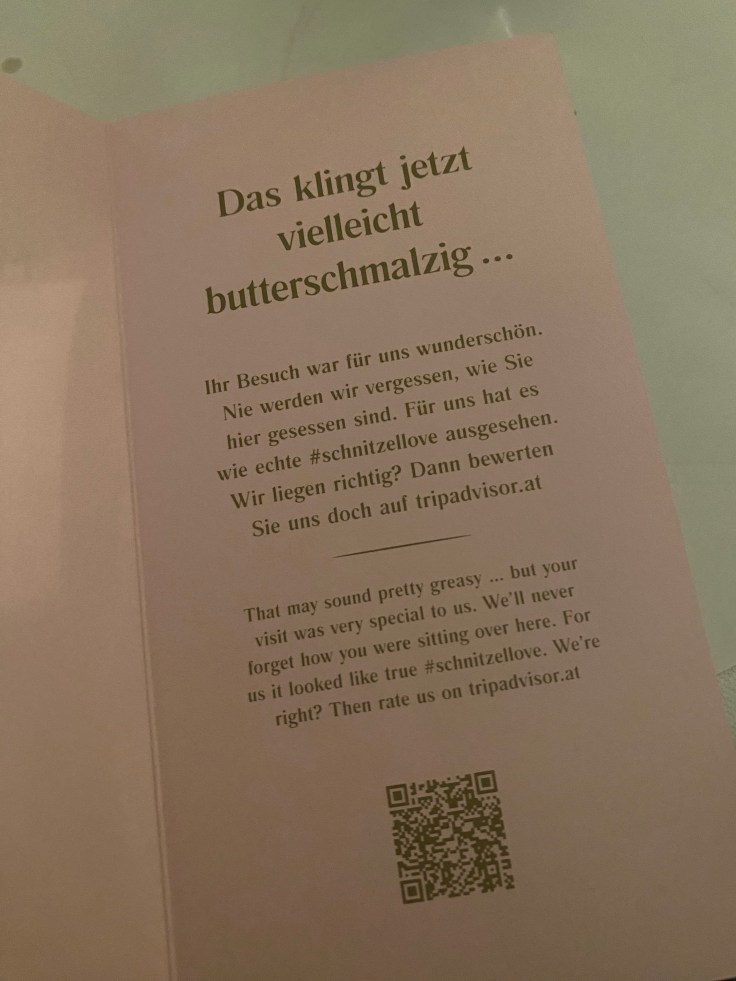 Das klingt jetzt
vielleicht
butterschmalzig ...
Ihr Besuch war für uns wunderschön.
Nie werden wir vergessen, wie Sie
hier gesessen sind. Für uns hat es
wie echte #schnitzellove ausgesehen.
Wir liegen richtig? Dann bewerten
Sie uns doch auf tripadvisor.at
That may sound pretty greasy ... but your
visit was very special to us. We'll never
forget how you were sitting over here. For
us it looked like true #schnitzellove. We're
right? Then rate us on tripadvisor.at